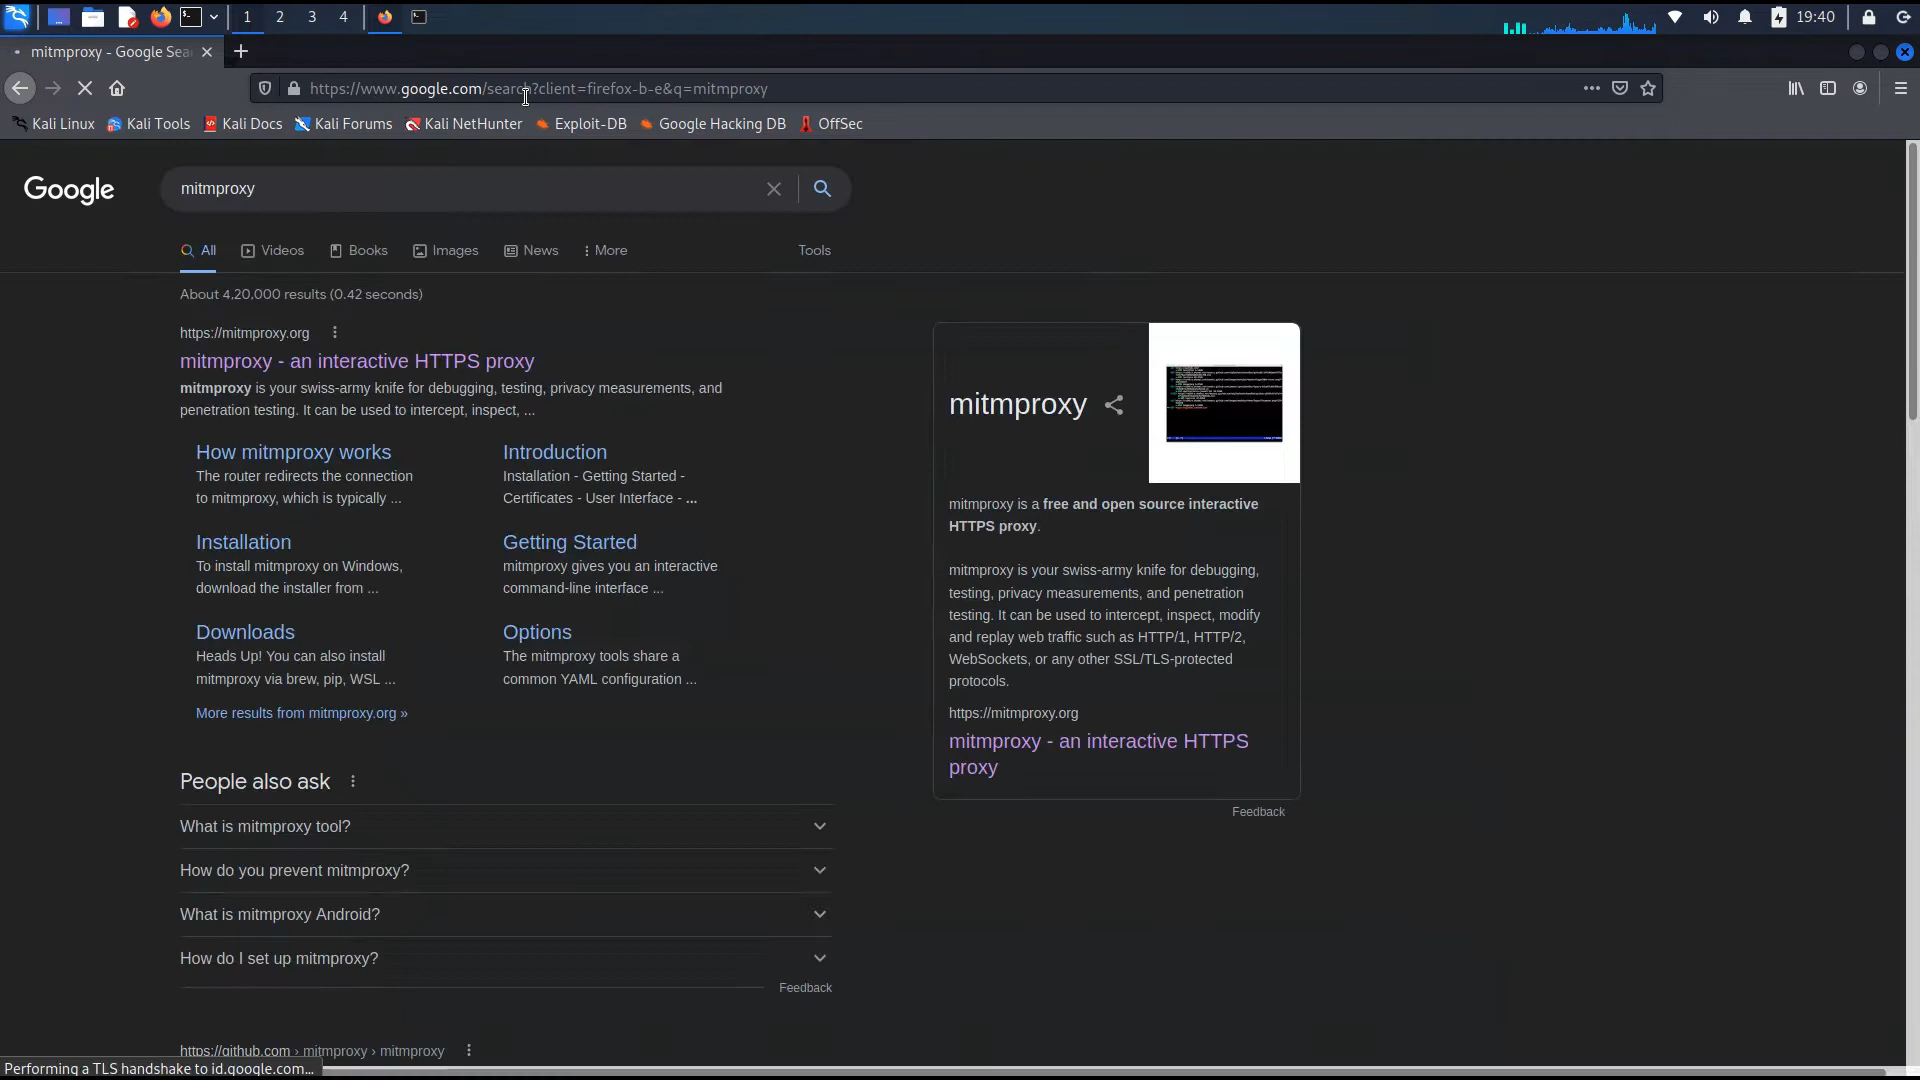 1 2 3 4 19:40
mitmproxy - Google Sea
https://www.google.com/search?client=firefox-b-e&q=mitmproxy
Kali Linux Kali Tools Kali Docs Kali Forums Kali NetHunter Exploit-DB Google Hacking DB OffSec
Google
mitmproxy
All Videos Books Images News More Tools
About 4,20,000 results (0.42 seconds)
https://mitmproxy.org
mitmproxy - an interactive HTTPS proxy
mitmproxy is your swiss-army knife for debugging, testing, privacy measurements, and
penetration testing. It can be used to intercept, inspect, ...
How mitmproxy works
The router redirects the connection
to mitmproxy, which is typically ...
Introduction
Installation - Getting Started -
Certificates - User Interface - ...
Installation
To install mitmproxy on Windows,
download the installer from ...
Getting Started
mitmproxy gives you an interactive
command-line interface ...
Downloads
Heads Up! You can also install
mitmproxy via brew, pip, WSL ...
Options
The mitmproxy tools share a
common YAML configuration ...
More results from mitmproxy.org »
People also ask
What is mitmproxy tool?
How do you prevent mitmproxy?
What is mitmproxy Android?
How do I set up mitmproxy?
Feedback
https://github.com › mitmproxy › mitmproxy
mitmproxy
mitmproxy is a free and open source interactive
HTTPS proxy.
mitmproxy is your swiss-army knife for debugging,
testing, privacy measurements, and penetration
testing. It can be used to intercept, inspect, modify
and replay web traffic such as HTTP/1, HTTP/2,
WebSockets, or any other SSL/TLS-protected
protocols.
https://mitmproxy.org
mitmproxy - an interactive HTTPS
proxy
Feedback
Performing a TLS handshake to id.google.com...